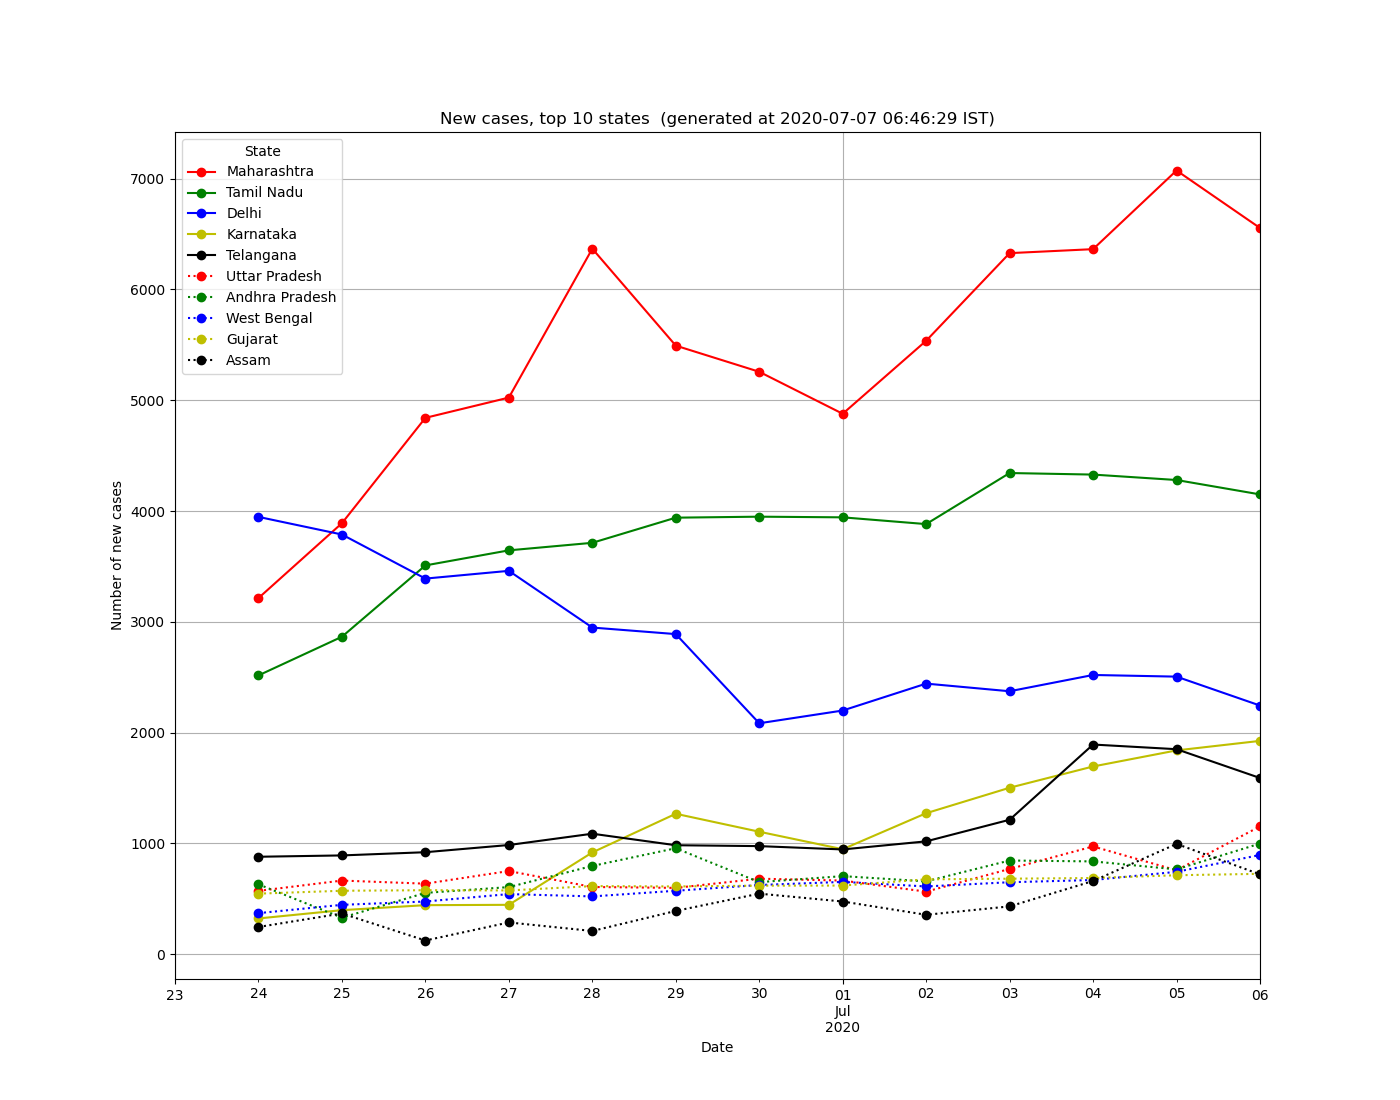 New cases, top 10 states  (generated at 2020-07-07 06:46:29 IST)
State
Maharashtra
Tamil Nadu
Delhi
Karnataka
Telangana
Uttar Pradesh
Andhra Pradesh
West Bengal
Gujarat
Assam
7000
6000
5000
4000
3000
2000
1000
0
Number of new cases
23 24 25 26 27 28 29 30 01 02 03 04 05 06
Jul
2020
Date